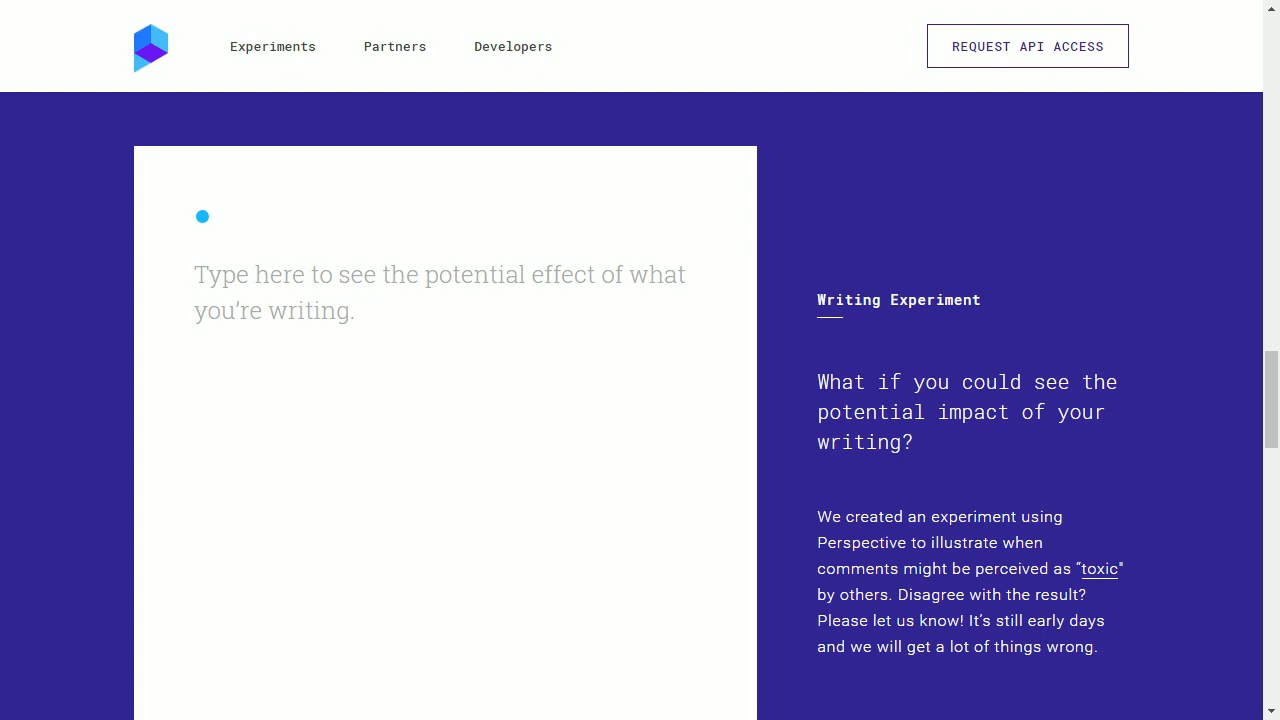 Experiments Partners Developers REQUEST API ACCESS
Type here to see the potential effect of what
you're writing.
Writing Experiment
What if you could see the
potential impact of your
writing?
We created an experiment using
Perspective to illustrate when
comments might be perceived as "toxic"
by others. Disagree with the result?
Please let us know! It's still early days
and we will get a lot of things wrong.